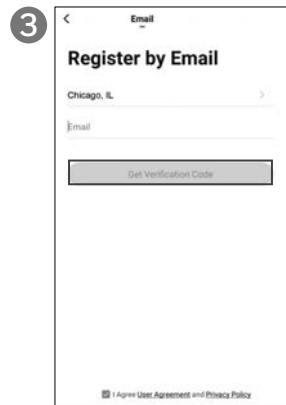 3
Email
Register by Email
Chicago, IL
Email
Get Verification Code
I Agree User Agreement and Privacy Policy